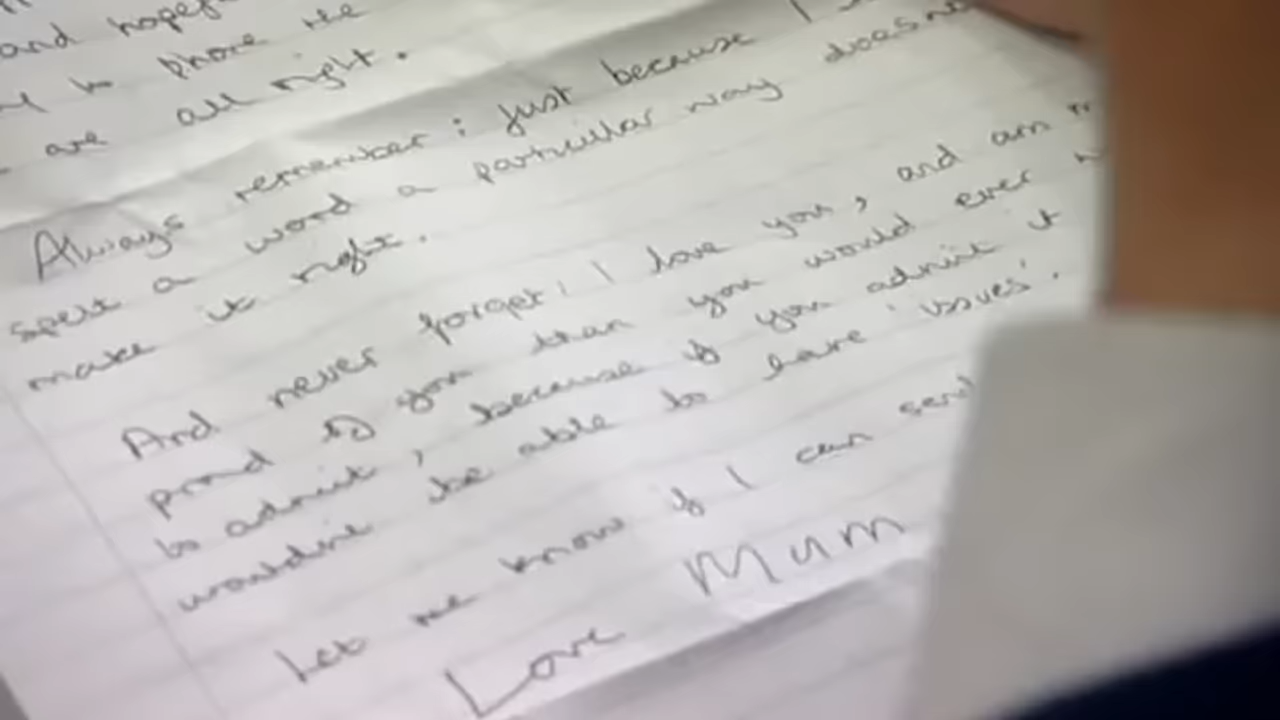 and hopef
to phone the
are all right.
Always remember: just because I
spelt a word a particular way doesn
make it right.
And never forget, I love you, and am
proud of you than you would ever
to admit, because if you admit it
wouldnt be able to have 'issues'.
Let me know if I can send
Love Mum